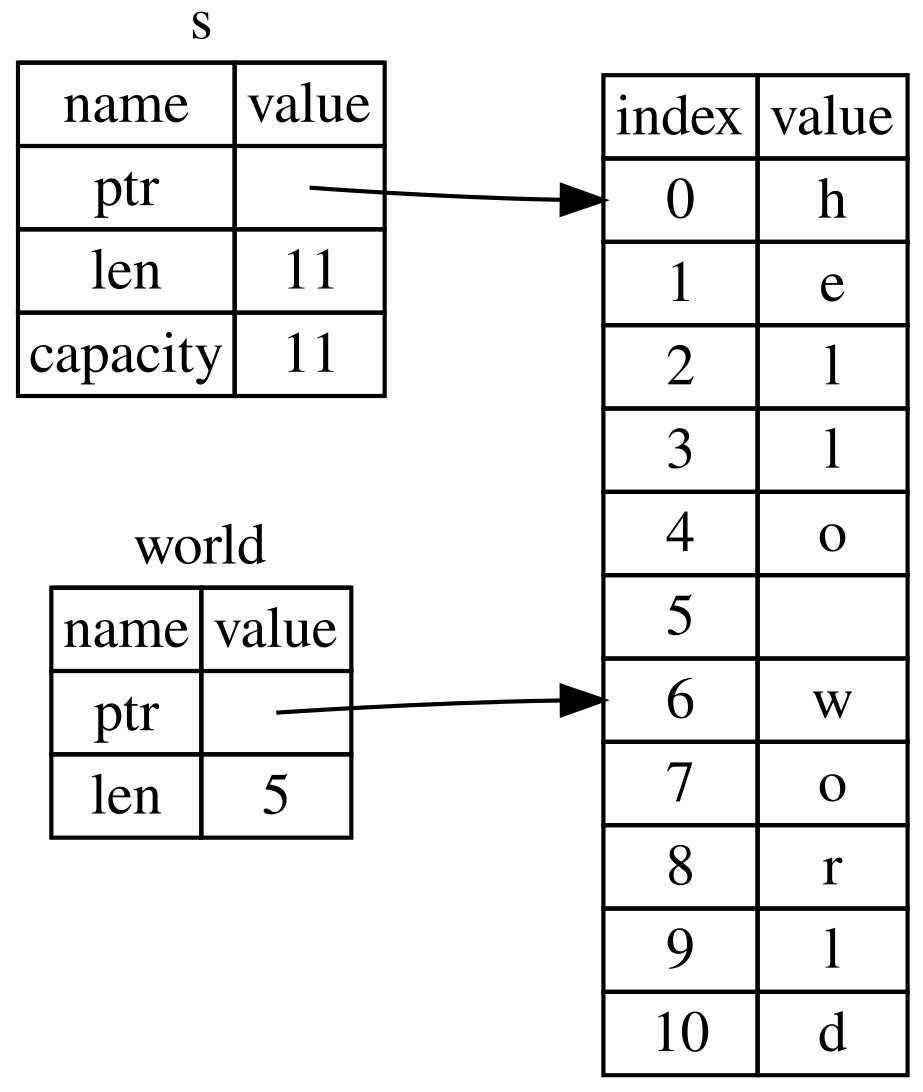 s
name value
ptr
len 11
capacity 11
world
name value
ptr
len 5
index value
0 h
1 e
2 l
3 l
4 o
5
6 w
7 o
8 r
9 l
10 d